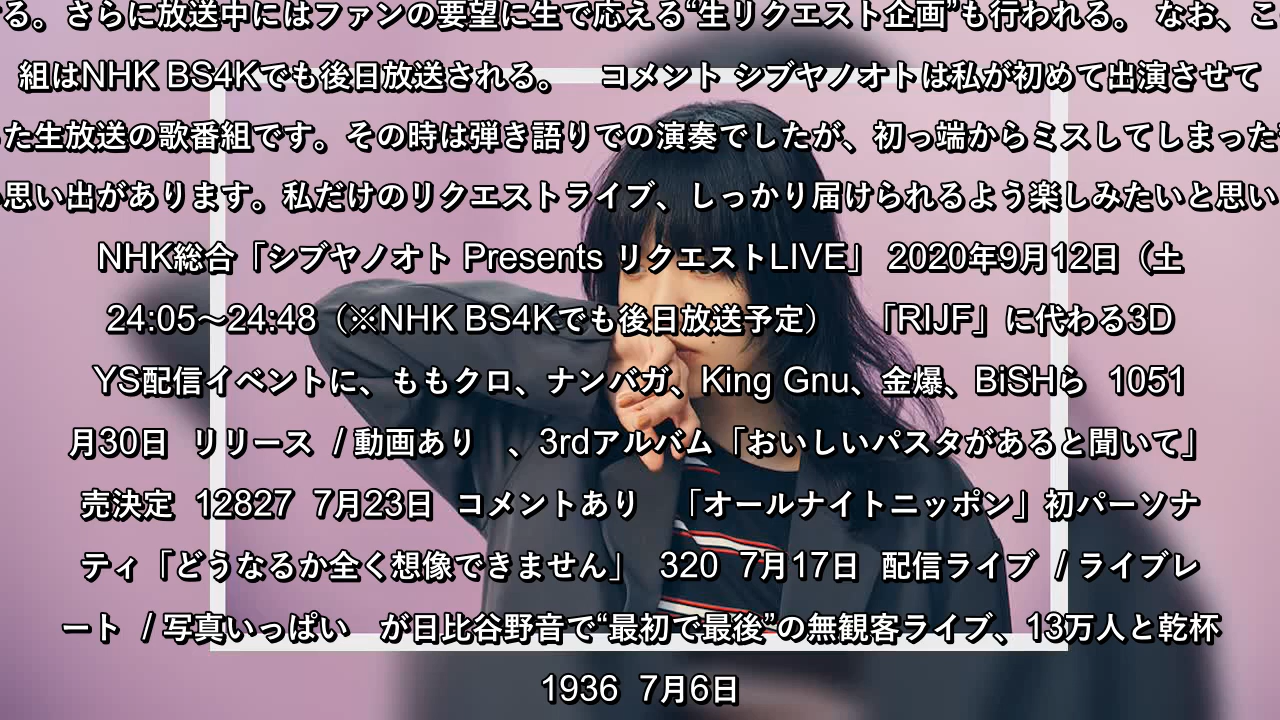 る。さらに放送中にはファンの要望に生で応える“生リクエスト企画”も行われる。 なお、こ
組はNHK BS4Kでも後日放送される。 コメント シブヤノオトは私が初めて出演させて
た生放送の歌番組です。その時は弾き語りでの演奏でしたが、初っ端からミスしてしまった
思い出があります。私だけのリクエストライブ、しっかり届けられるよう楽しみたいと思い
NHK総合「シブヤノオト Presents リクエストLIVE」 2020年9月12日（土
24:05～24:48（※NHK BS4Kでも後日放送予定） 「RIJF」に代わる3D
YS配信イベントに、ももクロ、ナンバガ、King Gnu、金爆、BiSHら 1051
月30日 リリース / 動画あり 、3rdアルバム「おいしいパスタがあると聞いて」
売決定 12827 7月23日 コメントあり 「オールナイトニッポン」初パーソナ
ティ「どうなるか全く想像できません」 320 7月17日 配信ライブ / ライブレ
ート / 写真いっぱい が日比谷野音で“最初で最後”の無観客ライブ、13万人と乾杯
1936 7月6日